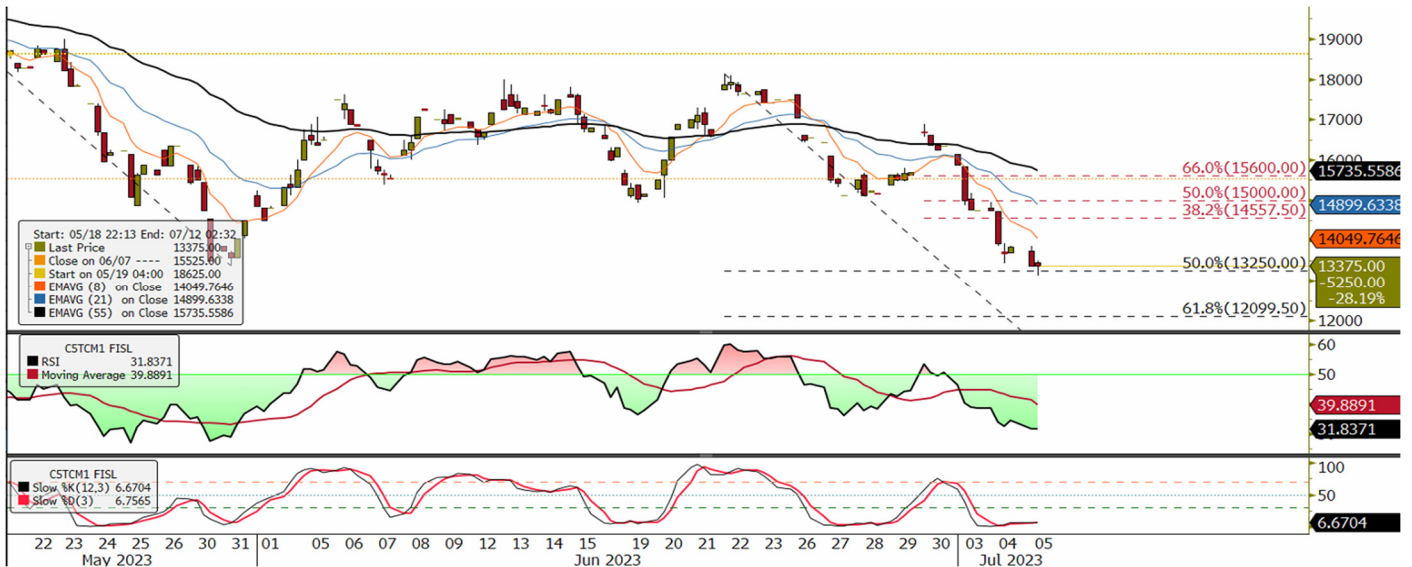 19000
18000
17000
16000
66.0%(15600.00)
15735.5586
50.0%(15000.00)
14899.6338
38.2%(14557.50)
14049.7646
50.0%(13250.00)
13375.00
-5250.00
-28.19%
61.8%(12099.50)
12000
Start: 05/18 22:13 End: 07/12 02:32
Last Price 13375.00
Close on 06/07 ---- 15525.00
Start on 05/19 04:00 18625.00
EMAVG (8) on Close 14049.7646
EMAVG (21) on Close 14899.6338
EMAVG (55) on Close 15735.5586
C5TCM1 FISL
RSI 31.8371
Moving Average 39.8891
60
50
39.8891
31.8371
C5TCM1 FISL
Slow %K(12,3) 6.6704
Slow %D(3) 6.7565
100
50
6.6704
22 23 24 25 26 30 31 01 05 06 07 08 09 12 13 14 15 19 20 21 22 23 26 27 28 29 30 03 04 05
May 2023 Jun 2023 Jul 2023